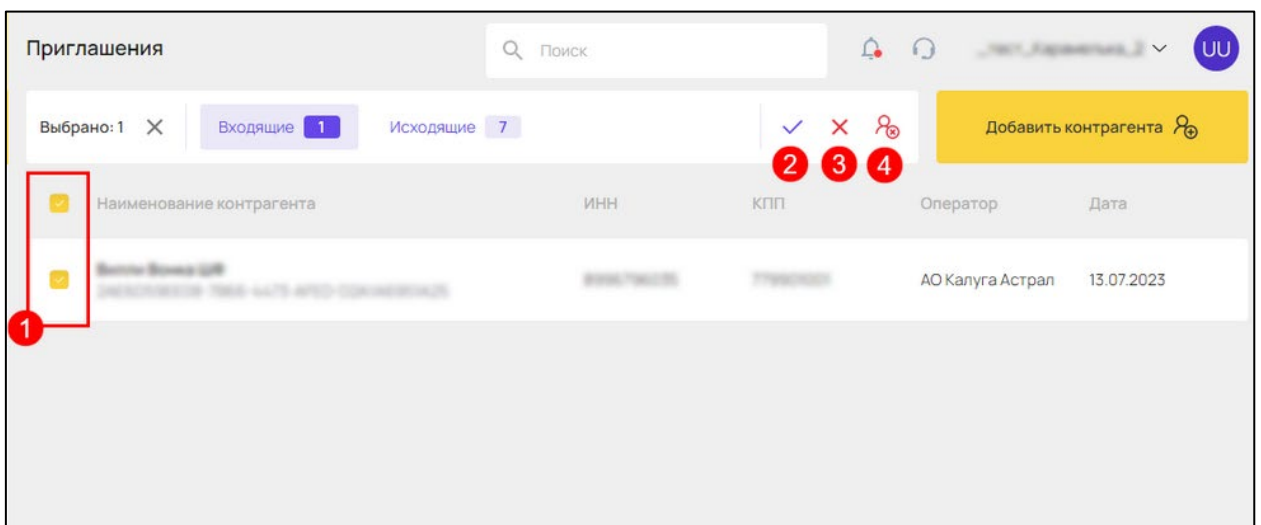 Приглашения Поиск UU
Выбрано: 1 Входящие 1 Исходящие 7 Добавить контрагента
2 3 4
Наименование контрагента ИНН КПП Оператор Дата
АО Калуга Астрал 13.07.2023
1